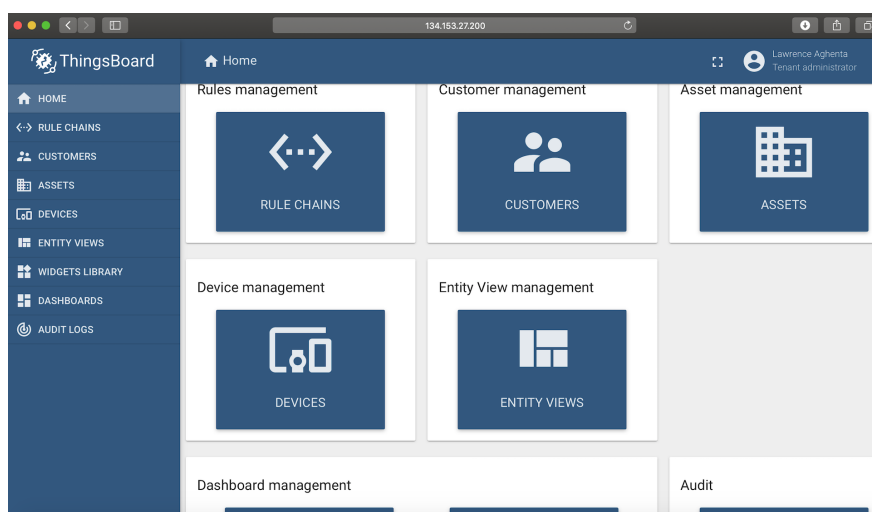 134.153.27.200
ThingsBoard
Home
Lawrence Aghenta
Tenant administrator
HOME
RULE CHAINS
CUSTOMERS
ASSETS
DEVICES
ENTITY VIEWS
WIDGETS LIBRARY
DASHBOARDS
AUDIT LOGS
Rules management
Customer management
Asset management
RULE CHAINS
CUSTOMERS
ASSETS
Device management
Entity View management
DEVICES
ENTITY VIEWS
Dashboard management
Audit